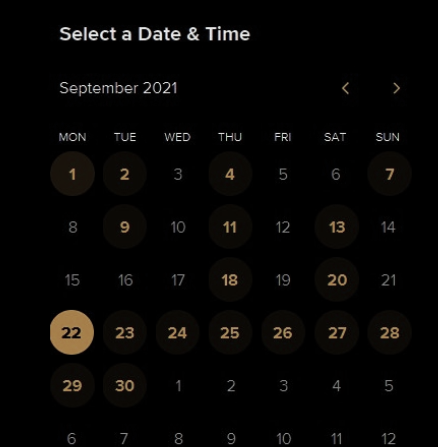 Select a Date & Time
September 2021 < >
MON TUE WED THU FRI SAT SUN
1 2 3 4 5 6 7
8 9 10 11 12 13 14
15 16 17 18 19 20 21
22 23 24 25 26 27 28
29 30 1 2 3 4 5
6 7 8 9 10 11 12